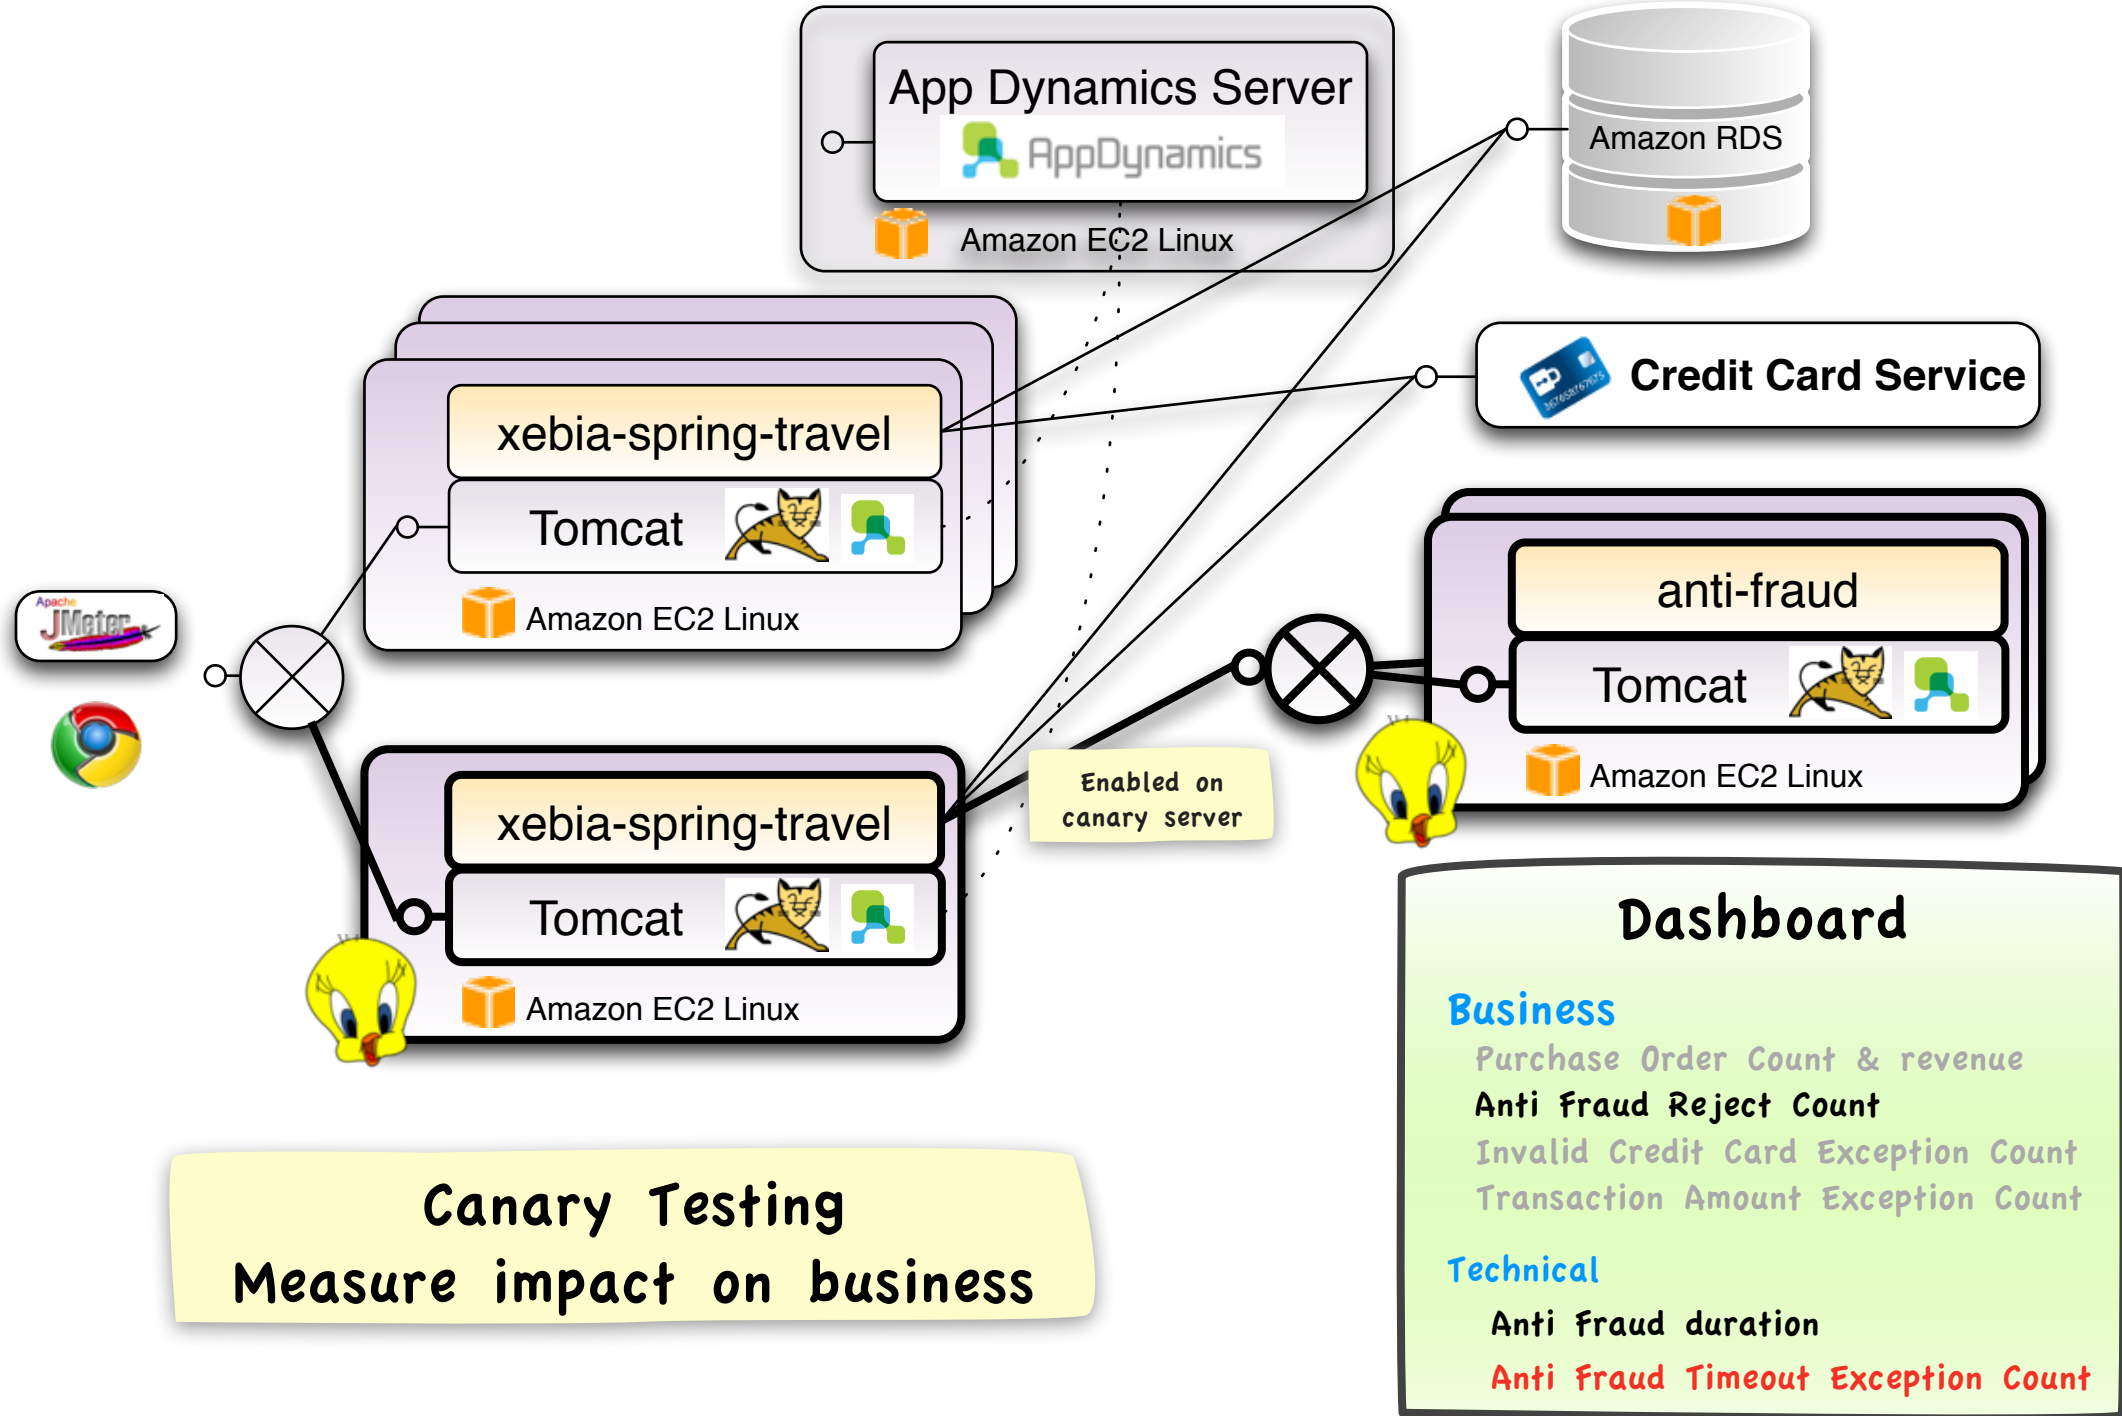 App Dynamics Server
AppDynamics
Amazon EC2 Linux
Amazon RDS
Credit Card Service
xebia-spring-travel
Tomcat
Amazon EC2 Linux
Apache
JMeter
anti-fraud
Tomcat
Amazon EC2 Linux
Enabled on
canary server
xebia-spring-travel
Tomcat
Amazon EC2 Linux
Dashboard
Business
Purchase Order Count & revenue
Anti Fraud Reject Count
Invalid Credit Card Exception Count
Transaction Amount Exception Count
Technical
Anti Fraud duration
Anti Fraud Timeout Exception Count
Canary Testing
Measure impact on business